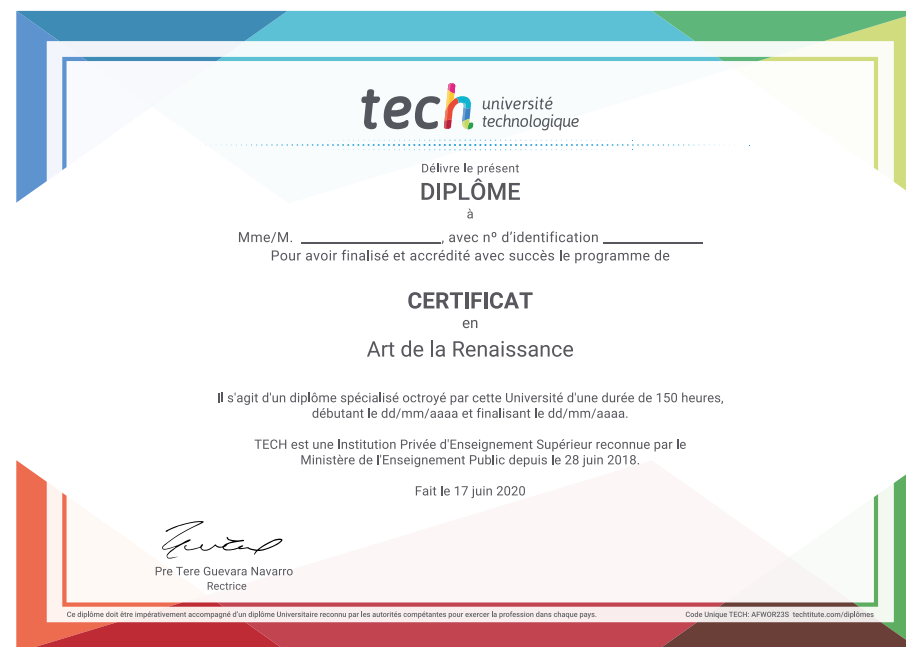 tech université
technologique
Délivre le présent
DIPLÔME
à
Mme/M. ____________________, avec nº d'identification ______________
Pour avoir finalisé et accrédité avec succès le programme de
CERTIFICAT
en
Art de la Renaissance
Il s'agit d'un diplôme spécialisé octroyé par cette Université d'une durée de 150 heures,
débutant le dd/mm/aaaa et finalisant le dd/mm/aaaa.
TECH est une Institution Privée d'Enseignement Supérieur reconnue par le
Ministère de l'Enseignement Public depuis le 28 juin 2018.
Fait le 17 juin 2020
Pre Tere Guevara Navarro
Rectrice
Ce diplôme doit être impérativement accompagné d'un diplôme Universitaire reconnu par les autorités compétantes pour exercer la profession dans chaque pays.
Code Unique TECH: AFWOR23S techtitute.com/diplômes